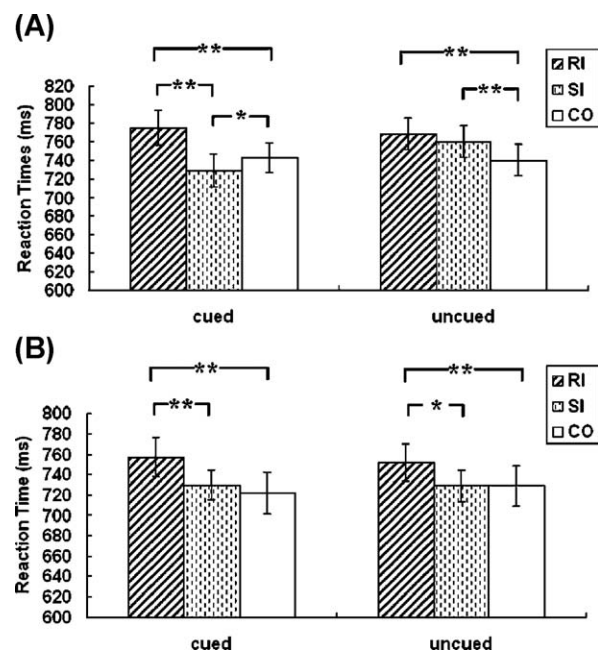 (A)
**
**
*
**
**
RI
SI
CO
Reaction Times (ms)
820
800
780
760
740
720
700
680
660
640
620
600
cued
uncued
(B)
**
**
**
*
RI
SI
CO
Reaction Time (ms)
800
780
760
740
720
700
680
660
640
620
600
cued
uncued